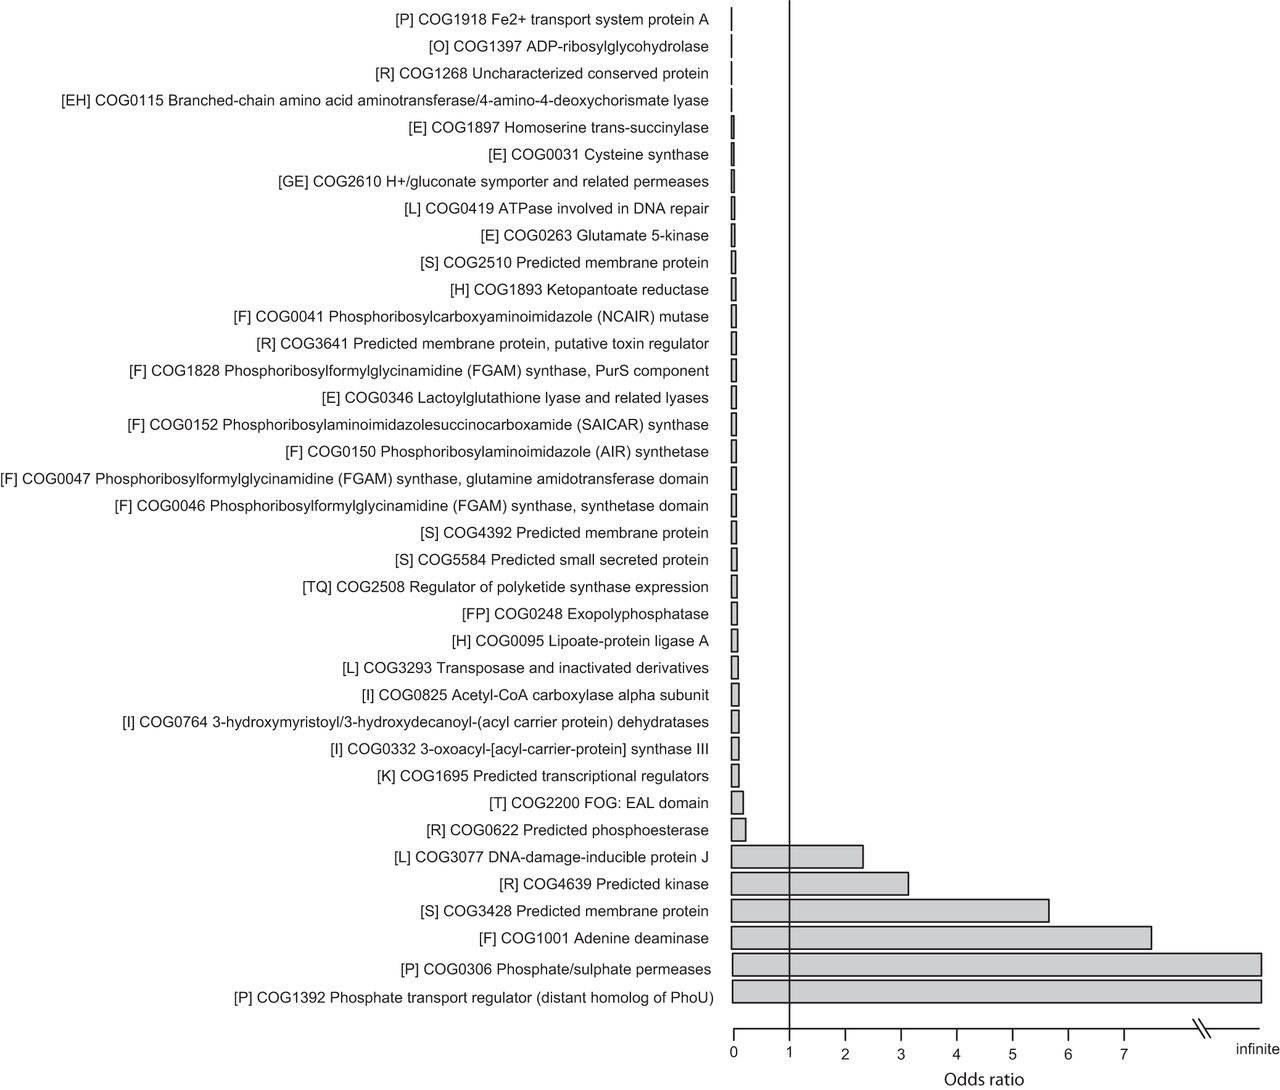 [P] COG1918 Fe2+ transport system protein A
[O] COG1397 ADP-ribosylglycohydrolase
[R] COG1268 Uncharacterized conserved protein
[EH] COG0115 Branched-chain amino acid aminotransferase/4-amino-4-deoxychorismate lyase
[E] COG1897 Homoserine trans-succinylase
[E] COG0031 Cysteine synthase
[GE] COG2610 H+/gluconate symporter and related permeases
[L] COG0419 ATPase involved in DNA repair
[E] COG0263 Glutamate 5-kinase
[S] COG2510 Predicted membrane protein
[H] COG1893 Ketopantoate reductase
[F] COG0041 Phosphoribosylcarboxyaminoimidazole (NCAIR) mutase
[R] COG3641 Predicted membrane protein, putative toxin regulator
[F] COG1828 Phosphoribosylformylglycinamidine (FGAM) synthase, PurS component
[E] COG0346 Lactoylglutathione lyase and related lyases
[F] COG0152 Phosphoribosylaminoimidazolesuccinocarboxamide (SAICAR) synthase
[F] COG0150 Phosphoribosylaminoimidazole (AIR) synthetase
[F] COG0047 Phosphoribosylformylglycinamidine (FGAM) synthase, glutamine amidotransferase domain
[F] COG0046 Phosphoribosylformylglycinamidine (FGAM) synthase, synthetase domain
[S] COG4392 Predicted membrane protein
[S] COG5584 Predicted small secreted protein
[TQ] COG2508 Regulator of polyketide synthase expression
[FP] COG0248 Exopolyphosphatase
[H] COG0095 Lipoate-protein ligase A
[L] COG3293 Transposase and inactivated derivatives
[I] COG0825 Acetyl-CoA carboxylase alpha subunit
[I] COG0764 3-hydroxymyristoyl/3-hydroxydecanoyl-(acyl carrier protein) dehydratases
[I] COG0332 3-oxoacyl-[acyl-carrier-protein] synthase III
[K] COG1695 Predicted transcriptional regulators
[T] COG2200 FOG: EAL domain
[R] COG0622 Predicted phosphoesterase
[L] COG3077 DNA-damage-inducible protein J
[R] COG4639 Predicted kinase
[S] COG3428 Predicted membrane protein
[F] COG1001 Adenine deaminase
[P] COG0306 Phosphate/sulphate permeases
[P] COG1392 Phosphate transport regulator (distant homolog of PhoU)
0 1 2 3 4 5 6 7 infinite
Odds ratio